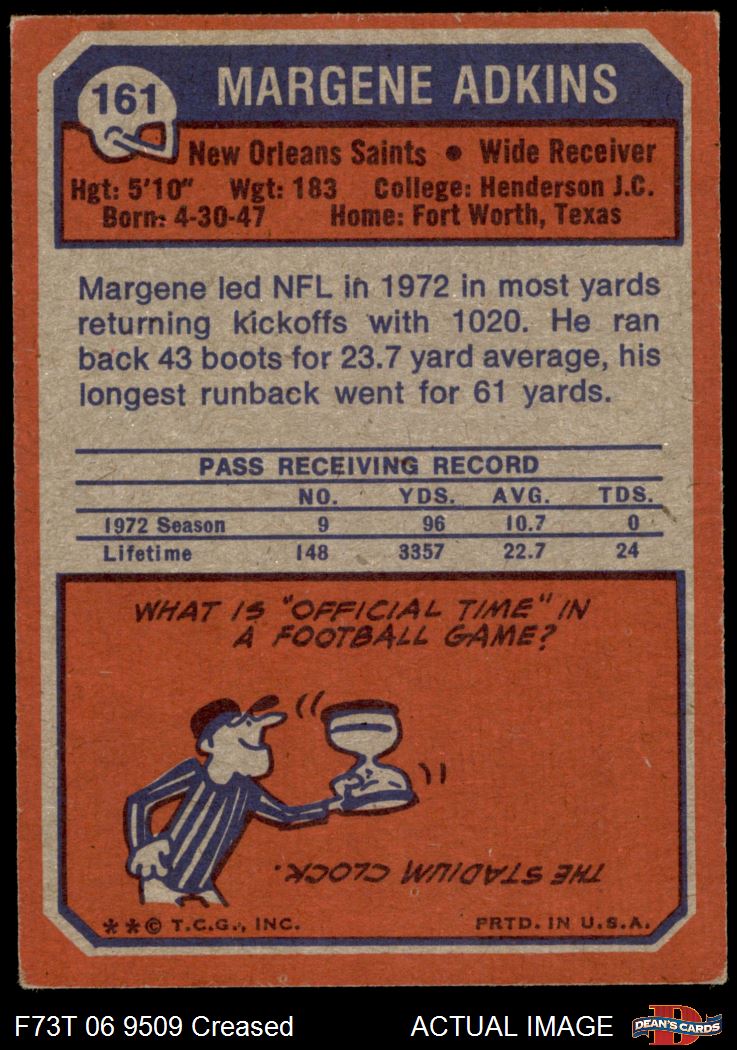 161
MARGENE ADKINS
New Orleans Saints • Wide Receiver
Hgt: 5'10" Wgt: 183 College: Henderson J.C.
Born: 4-30-47 Home: Fort Worth, Texas
Margene led NFL in 1972 in most yards
returning kickoffs with 1020. He ran
back 43 boots for 23.7 yard average, his
longest runback went for 61 yards.
PASS RECEIVING RECORD
NO. YDS. AVG. TDS.
1972 Season 9 96 10.7 0
Lifetime 148 3357 22.7 24
WHAT IS "OFFICIAL TIME" IN
A FOOTBALL GAME?
THE STADIUM CLOCK.
**© T.C.G., INC. PRTD. IN U.S.A.
F73T 06 9509 Creased ACTUAL IMAGE
D
DEAN'S CARDS